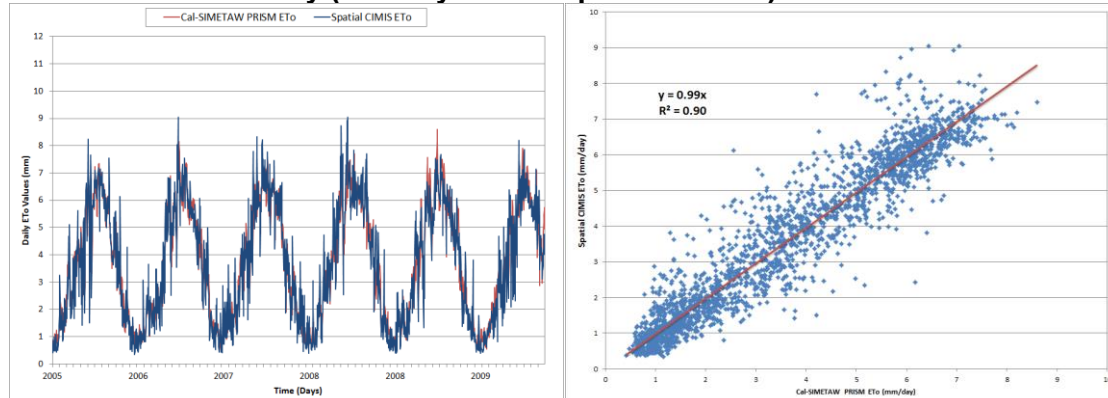 Cal-SIMETAW PRISM ETo Spatial CIMIS ETo
12
11
10
9
8
7
6
5
4
3
2
1
0
Daily ETo Values (mm)
2005 2006 2007 2008 2008 2009
Time (Days)
10
9
8
7
6
5
4
3
2
1
0
Spatial CIMIS ETo (mm/day)
y = 0.99x
R² = 0.90
0 1 2 3 4 5 6 7 8 9 10
Cal-SIMETAW PRISM ETo (mm/day)